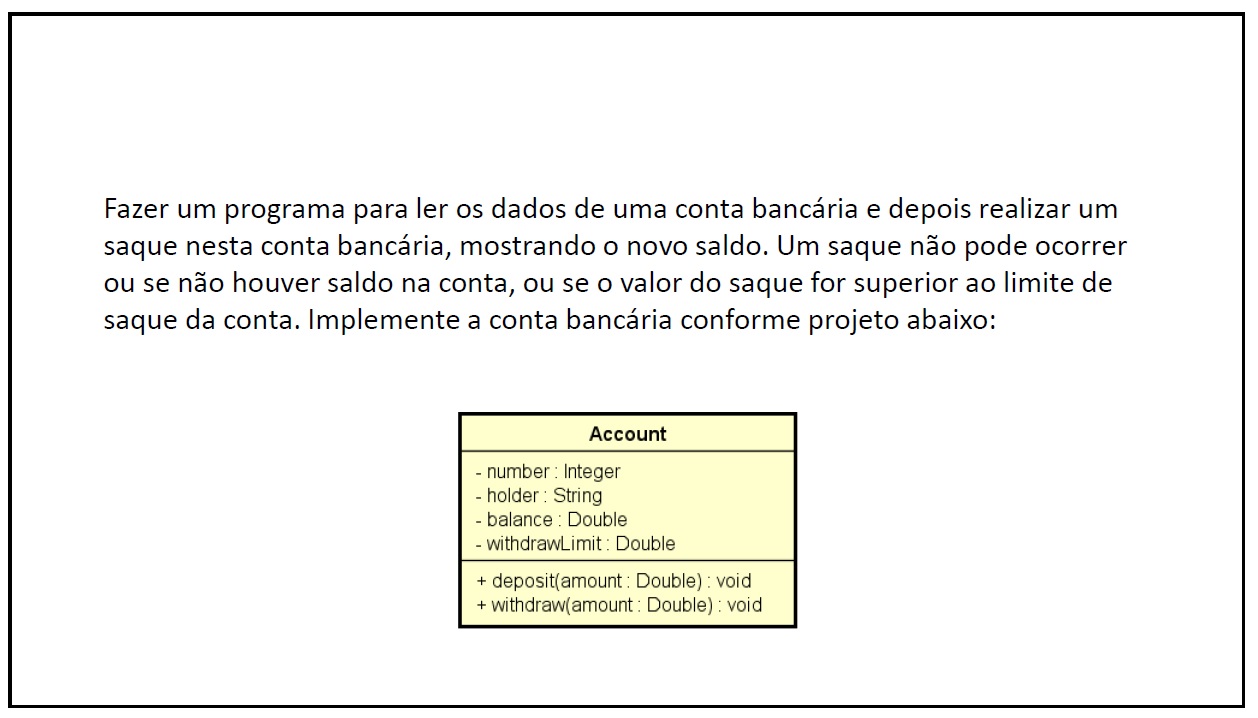 Fazer um programa para ler os dados de uma conta bancária e depois realizar um
saque nesta conta bancária, mostrando o novo saldo. Um saque não pode ocorrer
ou se não houver saldo na conta, ou se o valor do saque for superior ao limite de
saque da conta. Implemente a conta bancária conforme projeto abaixo:
Account
- number : Integer
- holder : String
- balance : Double
- withdrawLimit : Double
+ deposit(amount : Double) : void
+ withdraw(amount : Double) : void